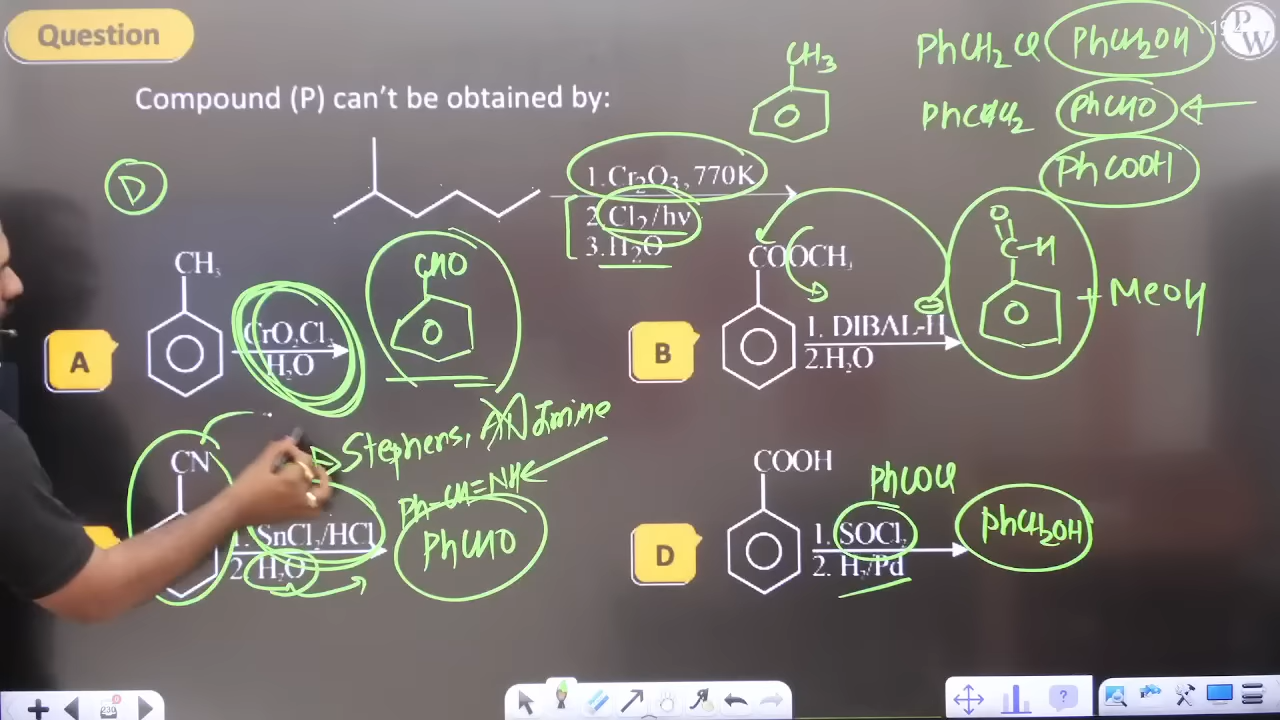 Question
PW
Compound (P) can't be obtained by:
CH3
PhCH2Cl PhCH2OH
PhCHCl2 PhCHO
PhCOOH
D
1. Cr2O3, 770K
2. Cl2/hν
3. H2O
A
CH3
CrO2Cl2
H2O
CHO
B
COOCH3
1. DIBAL-H
2. H2O
O
C-H
+ MeOH
CN
1. SnCl2/HCl
2. H2O
Stephens, Imine
Ph-CH=NH
PhCHO
D
COOH
1. SOCl2
2. H2/Pd
PhCOCl
PhCH2OH
230